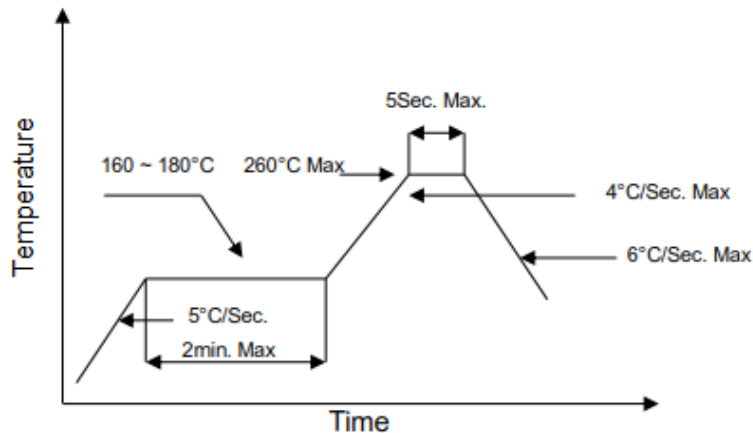 5Sec. Max.
160 ~ 180°C
260°C Max
4°C/Sec. Max
6°C/Sec. Max
5°C/Sec.
2min. Max
Temperature
Time